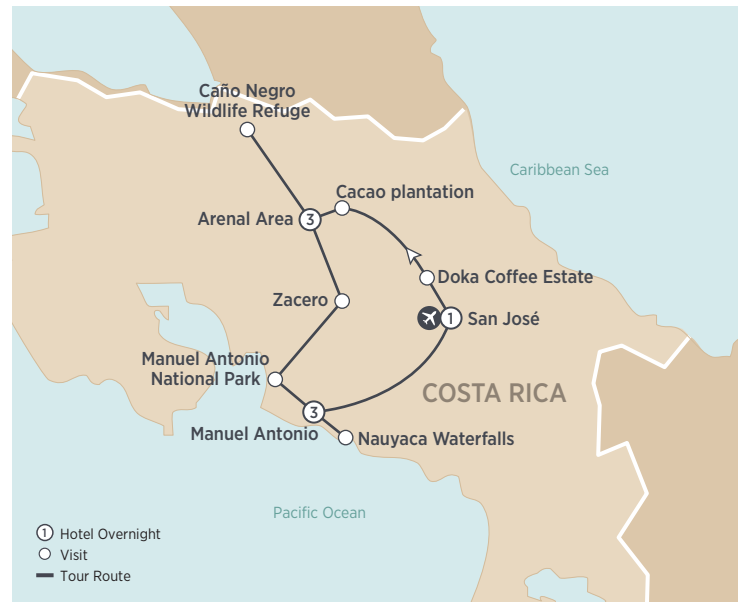 Caño Negro
Wildlife Refuge
Caribbean Sea
Cacao plantation
Arenal Area
3
Doka Coffee Estate
Zacero
1
San José
Manuel Antonio
National Park
COSTA RICA
3
Manuel Antonio
Nauyaca Waterfalls
Pacific Ocean
1 Hotel Overnight
Visit
Tour Route